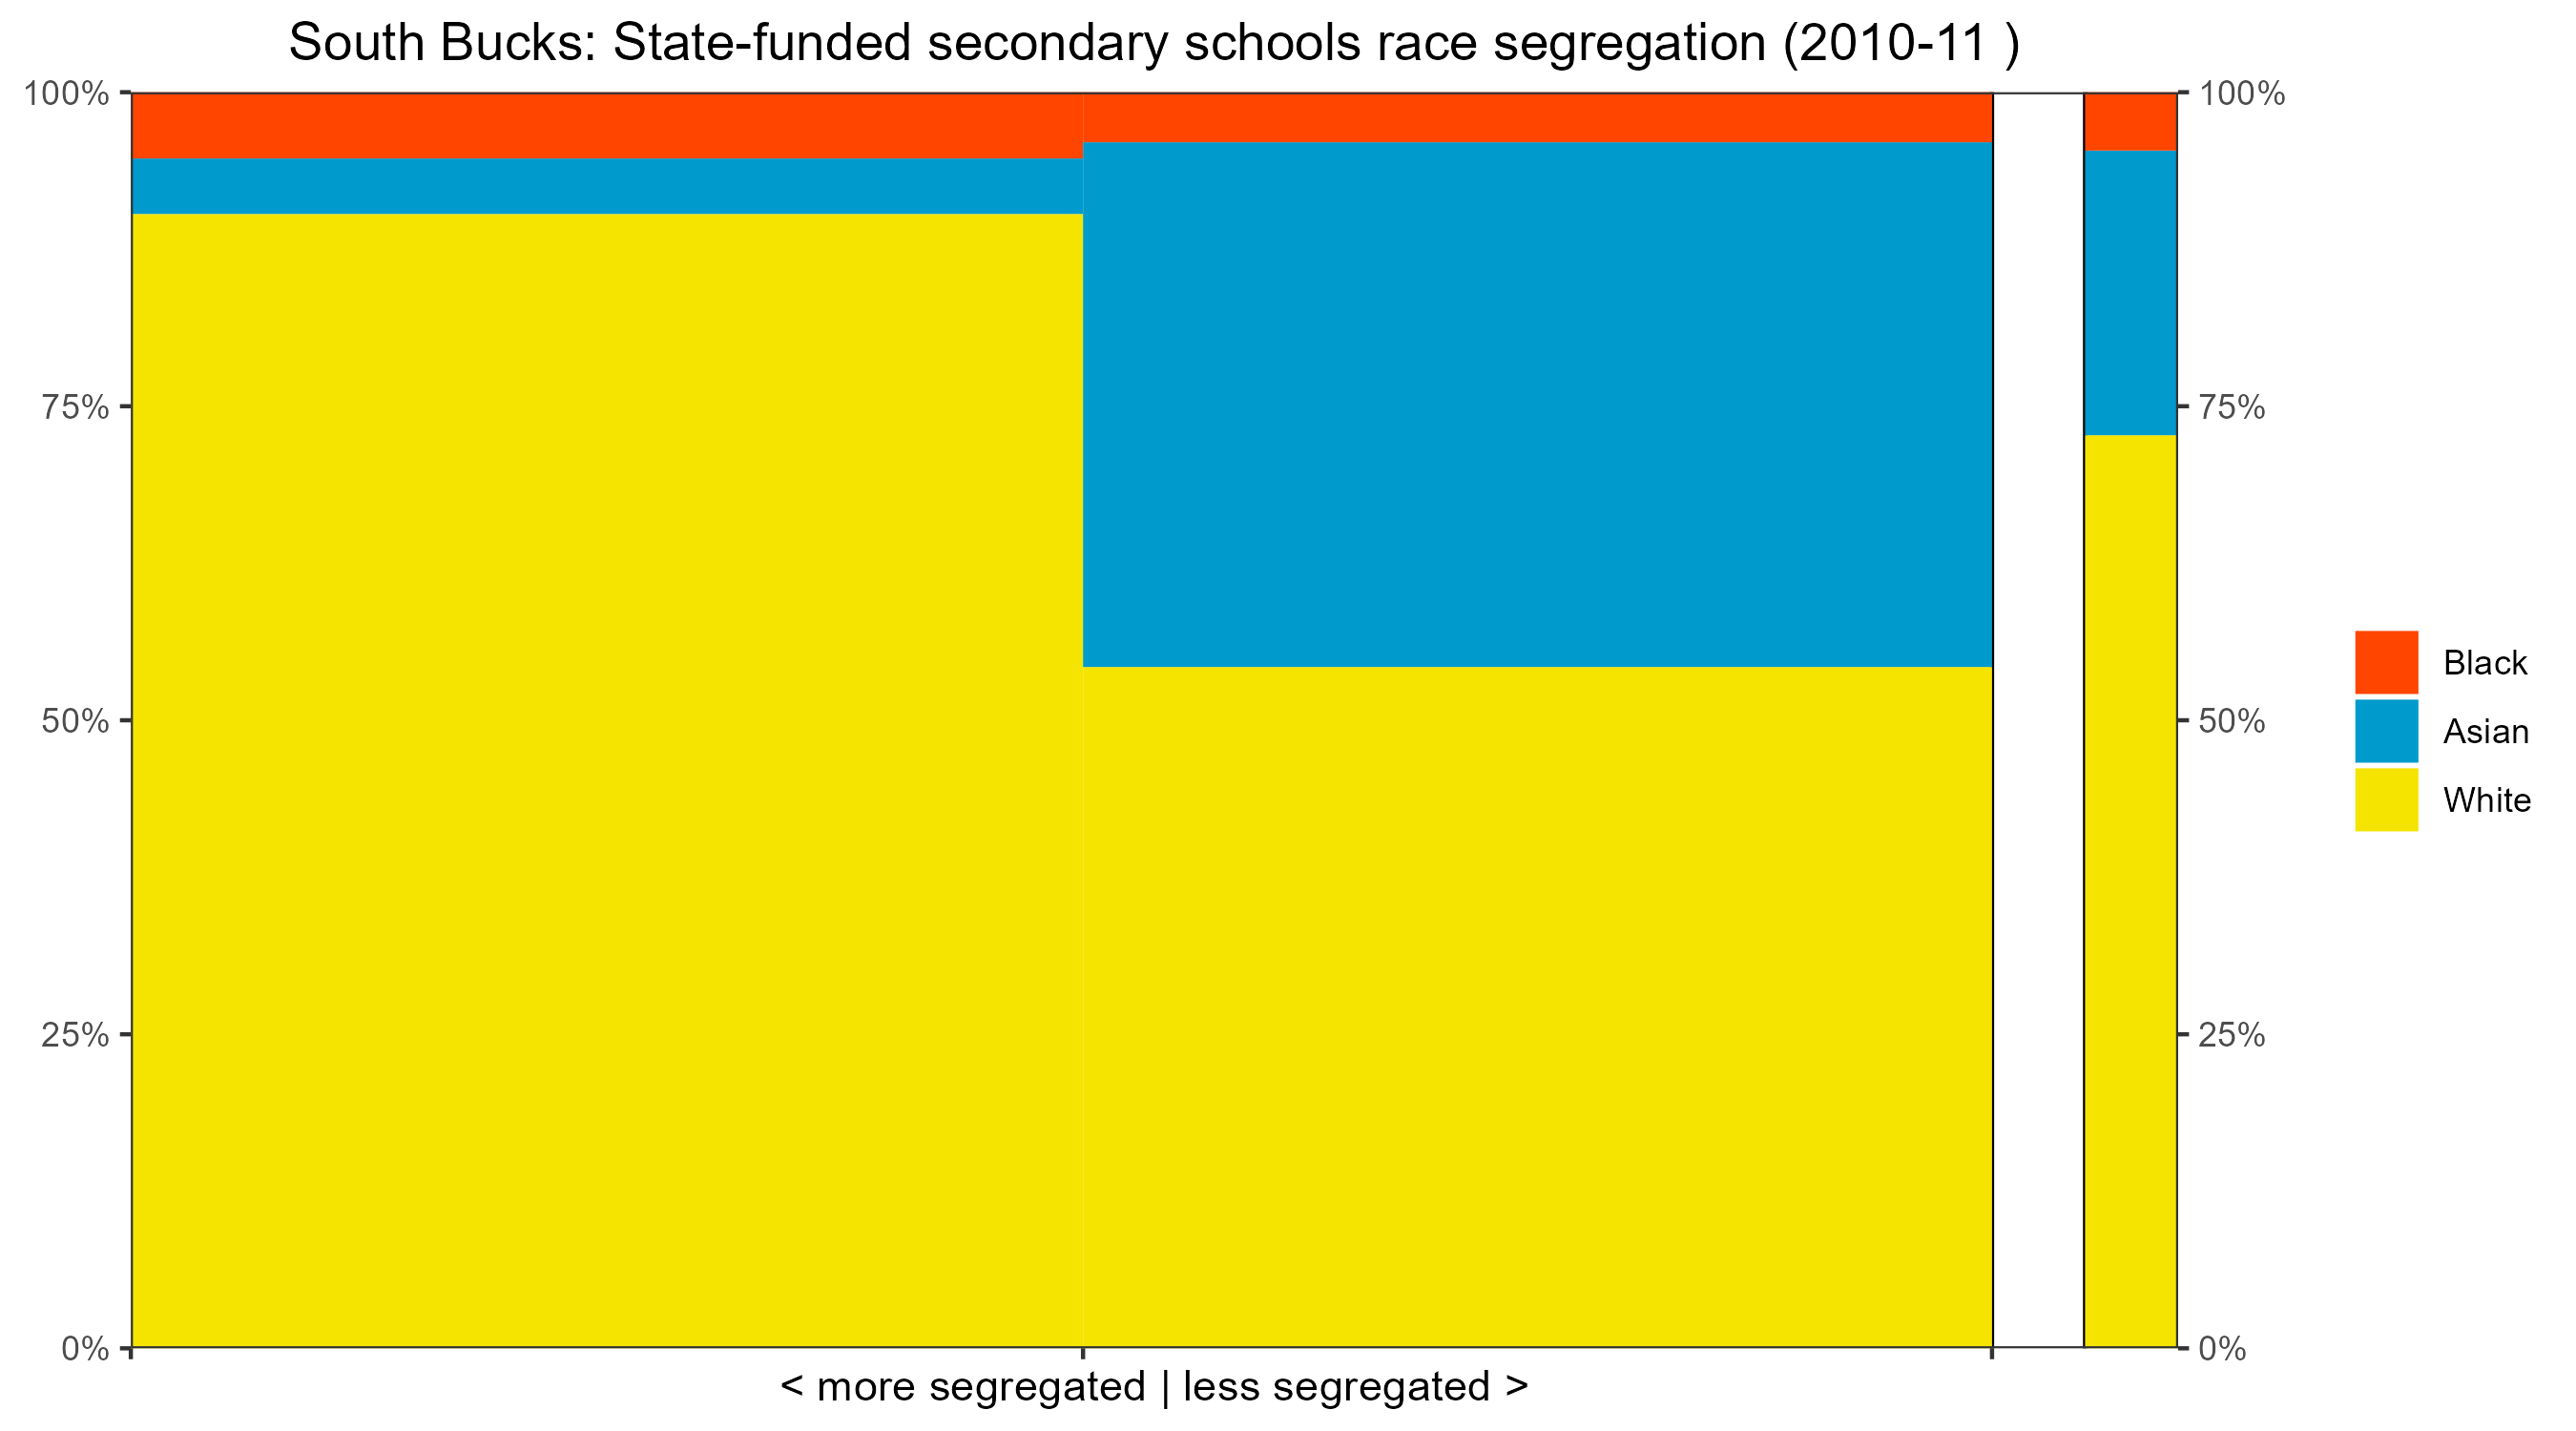 South Bucks: State-funded secondary schools race segregation (2010-11 )
100%
75%
50%
25%
0%
100%
75%
50%
25%
0%
Black
Asian
White
< more segregated | less segregated >